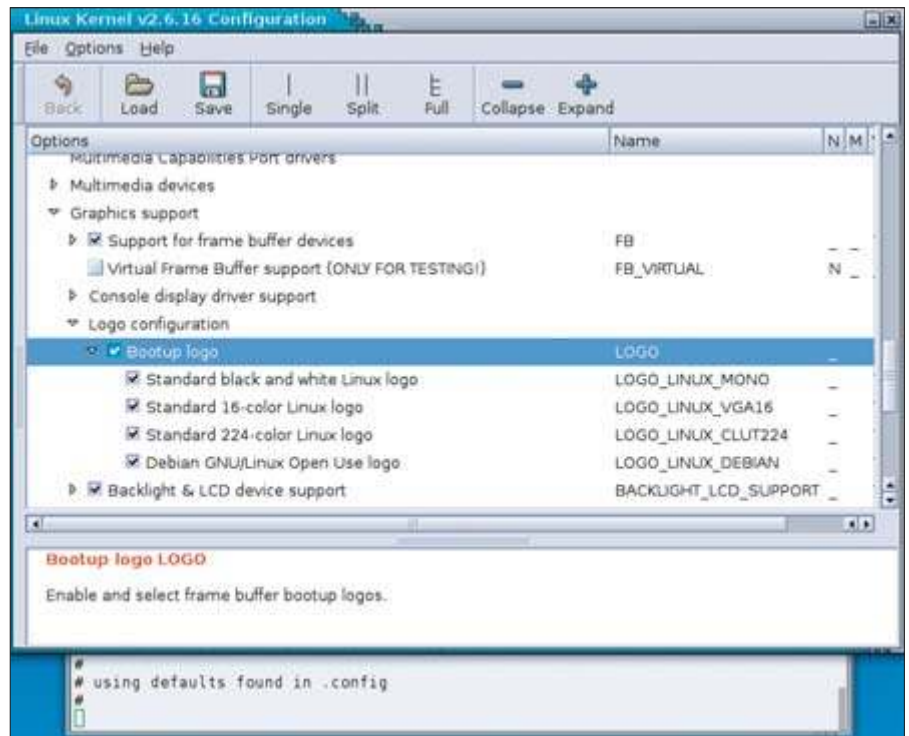 Linux Kernel v2.6.16 Configuration
File Options Help
Back Load Save Single Split Full Collapse Expand
Options Name N M
Multimedia Capabilities Port drivers
Multimedia devices
Graphics support
Support for frame buffer devices FB _ _
Virtual Frame Buffer support (ONLY FOR TESTING!) FB_VIRTUAL N _
Console display driver support
Logo configuration
Bootup logo LOGO _
Standard black and white Linux logo LOGO_LINUX_MONO _
Standard 16-color Linux logo LOGO_LINUX_VGA16 _
Standard 224-color Linux logo LOGO_LINUX_CLUT224 _
Debian GNU/Linux Open Use logo LOGO_LINUX_DEBIAN _
Backlight & LCD device support BACKLIGHT_LCD_SUPPORT _
Bootup logo LOGO
Enable and select frame buffer bootup logos.
#
# using defaults found in .config
#